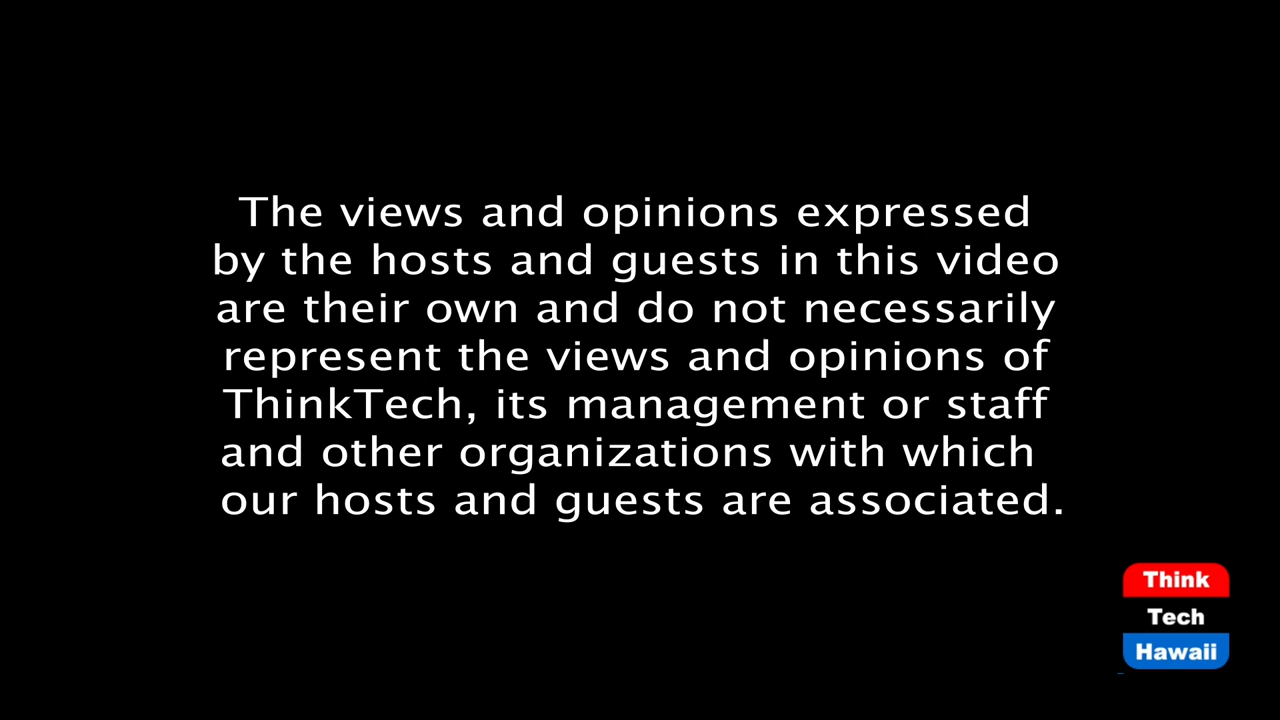 The views and opinions expressed
by the hosts and guests in this video
are their own and do not necessarily
represent the views and opinions of
ThinkTech, its management or staff
and other organizations with which
our hosts and guests are associated.
Think
Tech
Hawaii